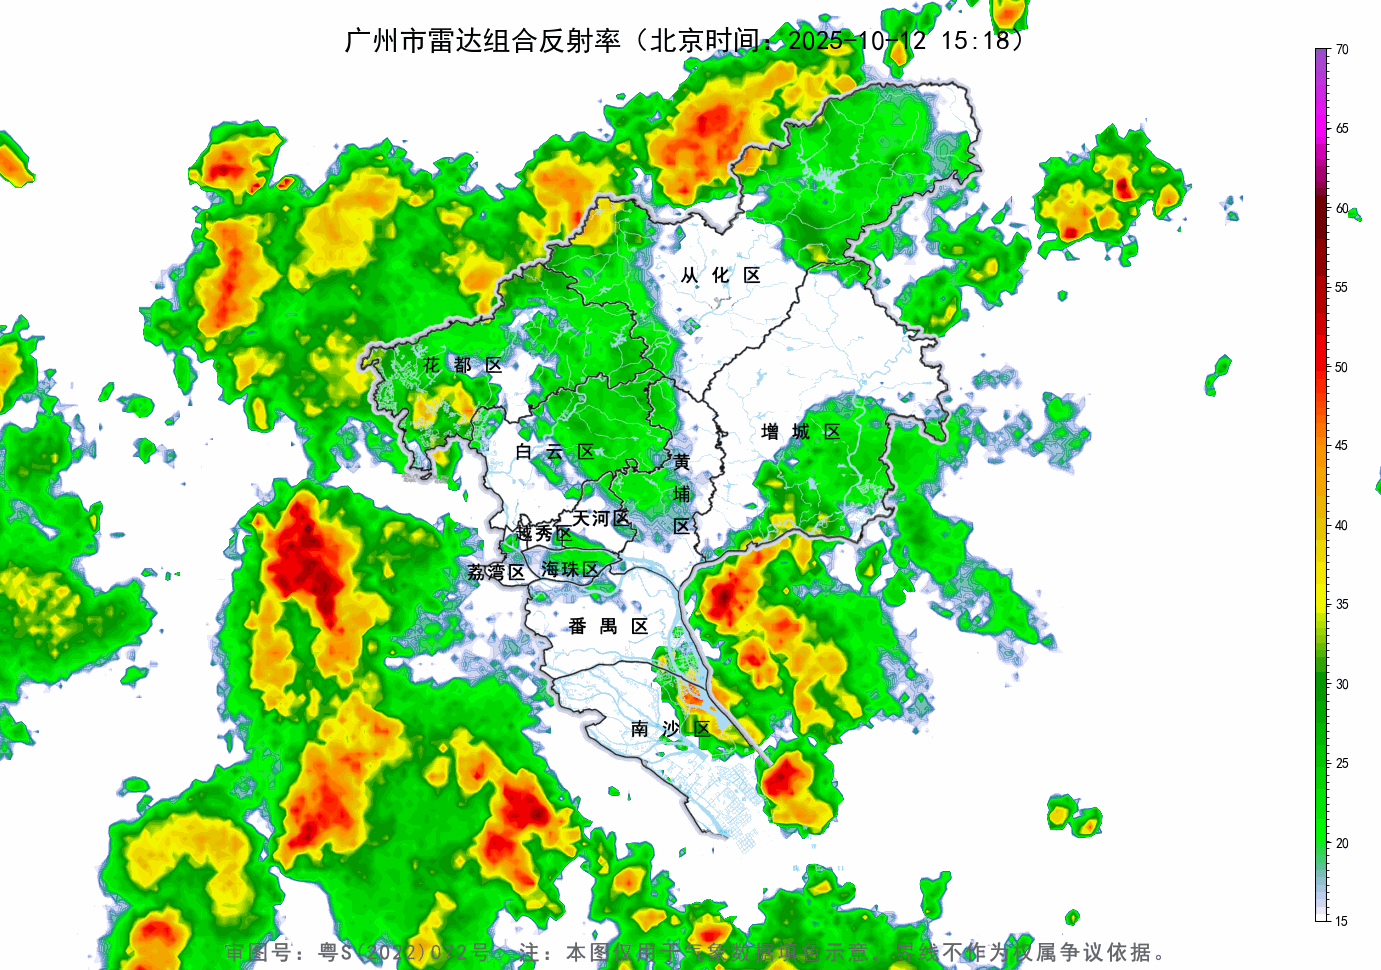 广州市雷达组合反射率（北京时间：2025-10-12 15:18）
70
65
60
55
50
45
40
35
30
25
20
15
从化区
花都区
增城区
白云区
黄埔区
天河区
越秀区
海珠区
荔湾区
番禺区
南沙区
审图号：粤S(2022)032号 注：本图仅用于气象数据填色示意，界线不作为权属争议依据。